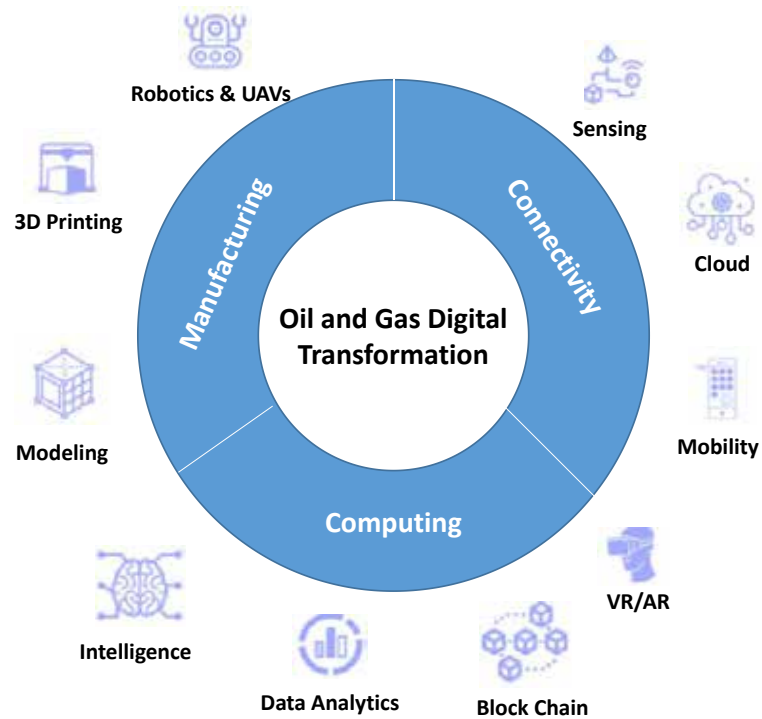 Robotics & UAVs
Sensing
3D Printing
Manufacturing
Connectivity
Cloud
Oil and Gas Digital
Transformation
Modeling
Mobility
Computing
VR/AR
Intelligence
Data Analytics
Block Chain